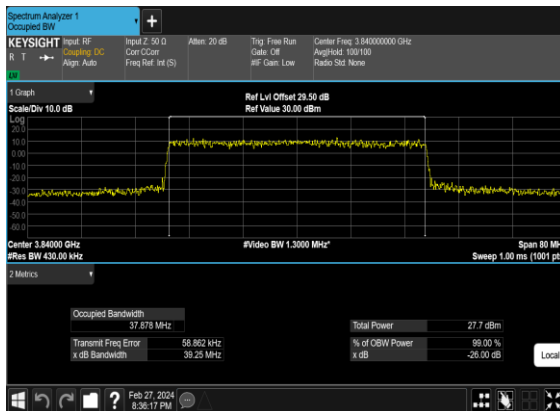 Spectrum Analyzer 1
Occupied BW
KEYSIGHT
R T
Input: RF
Coupling: DC
Align: Auto
Input Z: 50 Ω
Corr CCorr
Freq Ref: Int (S)
Atten: 20 dB
Trig: Free Run
Gate: Off
#IF Gain: Low
Center Freq: 3.840000000 GHz
Avg|Hold: 100/100
Radio Std: None
1 Graph
Scale/Div 10.0 dB
Ref Lvl Offset 29.50 dB
Ref Value 30.00 dBm
Log
20.0
10.0
0.00
-10.0
-20.0
-30.0
-40.0
-50.0
-60.0
Center 3.84000 GHz
#Res BW 430.00 kHz
#Video BW 1.3000 MHz*
Span 80 MH
Sweep 1.00 ms (1001 pts
2 Metrics
Occupied Bandwidth
37.878 MHz
Transmit Freq Error 58.862 kHz
x dB Bandwidth 39.25 MHz
Total Power 27.7 dBm
% of OBW Power 99.00 %
x dB -26.00 dB
Local
?
Feb 27, 2024
8:36:17 PM